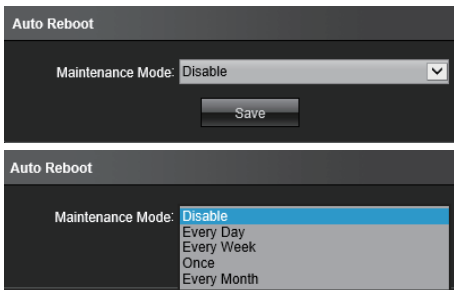 Auto Reboot
Maintenance Mode: Disable
Save
Auto Reboot
Maintenance Mode: Disable
Every Day
Every Week
Once
Every Month